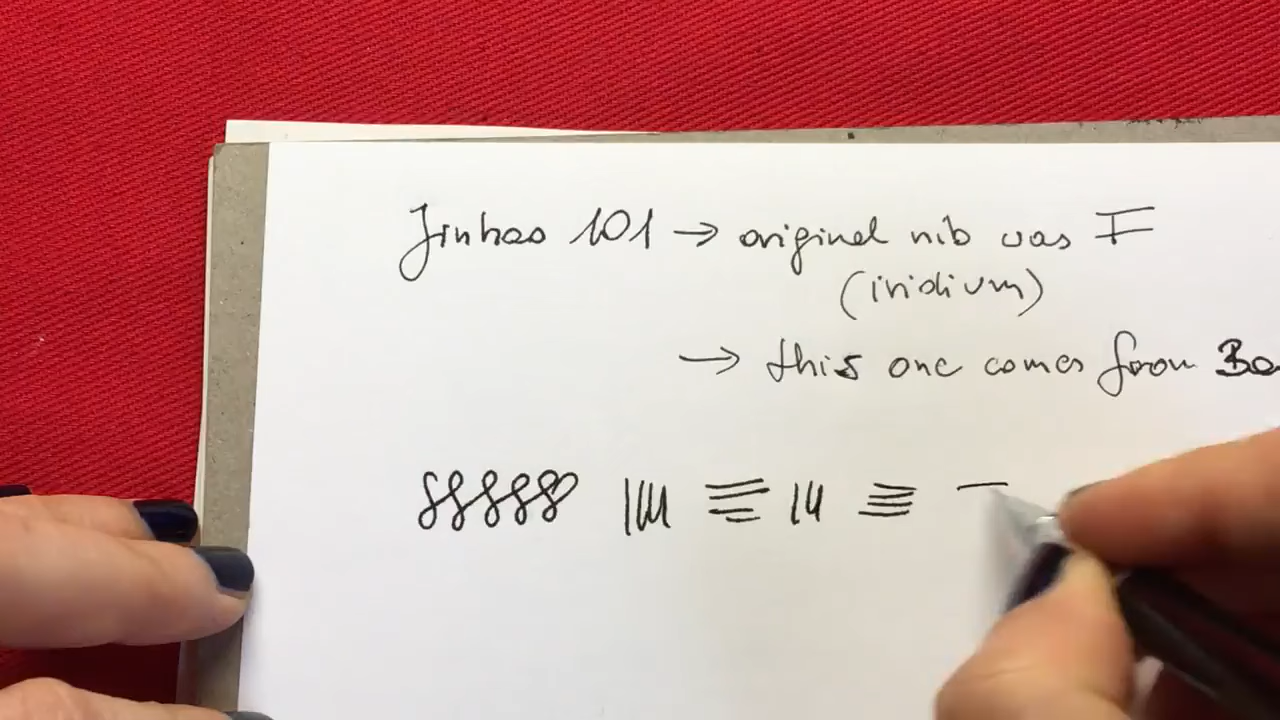 Jinhao 101 → original nib was F
(iridium)
→ this one comes from